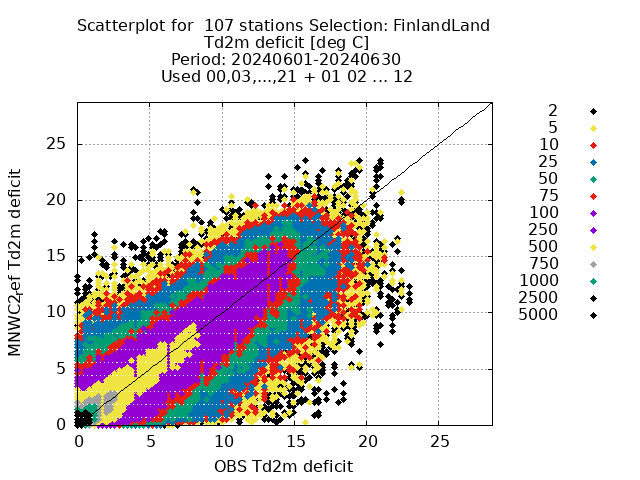 Scatterplot for  107 stations Selection: FinlandLand
Td2m deficit [deg C]
Period: 20240601-20240630
Used 00,03,...,21 + 01 02 ... 12
MNWC2,ef Td2m deficit
25
20
15
10
5
0
0 5 10 15 20 25
OBS Td2m deficit
2
5
10
25
50
75
100
250
500
750
1000
2500
5000